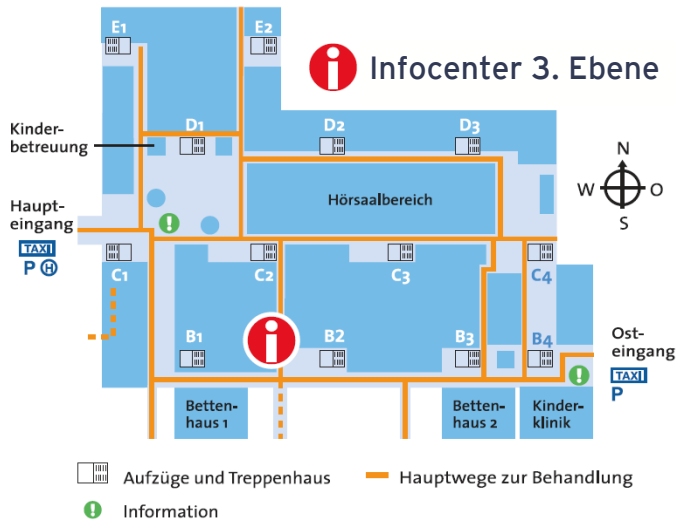 E1
E2
i Infocenter 3. Ebene
D1
D2
D3
Kinder-
betreuung
N
W O
S
Hörsaalbereich
Haupt-
eingang
TAXI
P H
!
C1
C2
C3
C4
B1
i
B2
B3
B4
Ost-
eingang
TAXI
P
!
Betten-
haus 1
Betten-
haus 2
Kinder-
klinik
Aufzüge und Treppenhaus
Hauptwege zur Behandlung
! Information